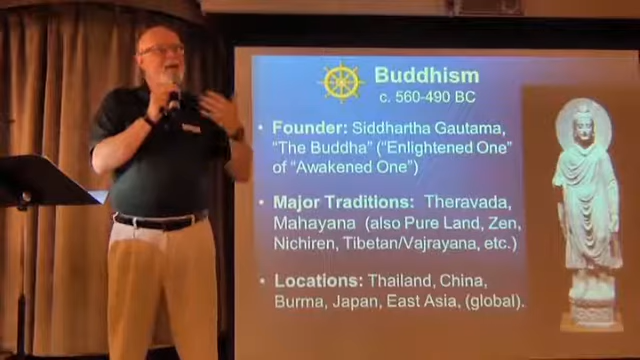 Buddhism
c. 560-490 BC
• Founder: Siddhartha Gautama,
"The Buddha" ("Enlightened One"
of "Awakened One")
• Major Traditions: Theravada,
Mahayana (also Pure Land, Zen,
Nichiren, Tibetan/Vajrayana, etc.)
• Locations: Thailand, China,
Burma, Japan, East Asia, (global).